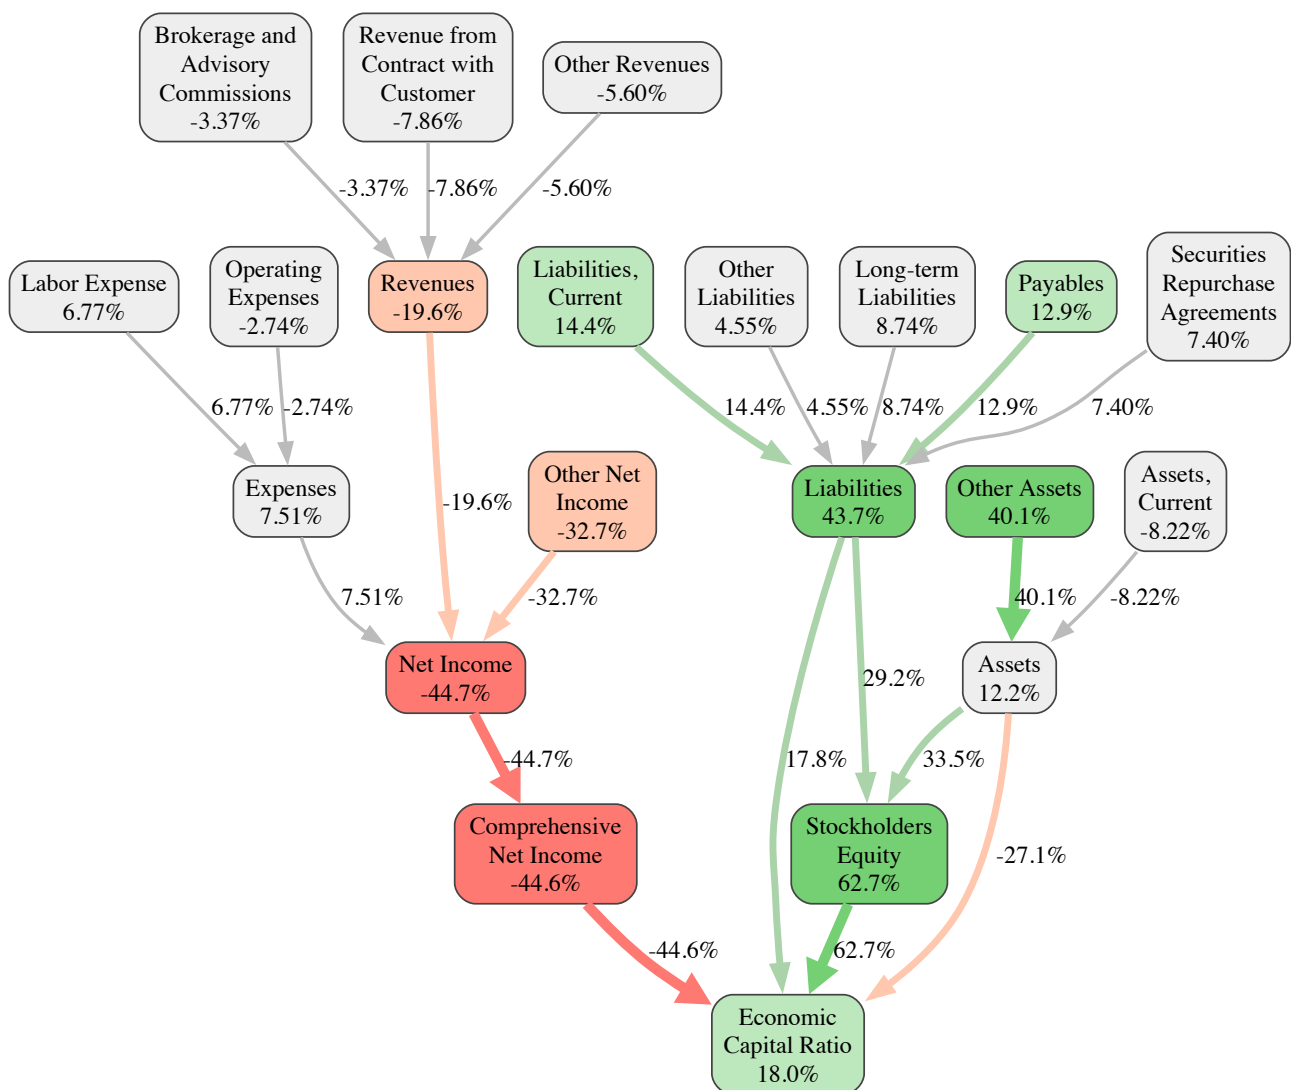 Brokerage and
Advisory
Commissions
-3.37%
Revenue from
Contract with
Customer
-7.86%
Other Revenues
-5.60%
-3.37%
-7.86%
-5.60%
Labor Expense
6.77%
Operating
Expenses
-2.74%
Revenues
-19.6%
Liabilities,
Current
14.4%
Other
Liabilities
4.55%
Long-term
Liabilities
8.74%
Payables
12.9%
Securities
Repurchase
Agreements
7.40%
6.77%
-2.74%
14.4%
4.55%
8.74%
12.9%
7.40%
Expenses
7.51%
-19.6%
Other Net
Income
-32.7%
Liabilities
43.7%
Other Assets
40.1%
Assets,
Current
-8.22%
7.51%
-32.7%
40.1%
-8.22%
Net Income
-44.7%
29.2%
Assets
12.2%
-44.7%
17.8%
33.5%
Comprehensive
Net Income
-44.6%
Stockholders
Equity
62.7%
-27.1%
-44.6%
62.7%
Economic
Capital Ratio
18.0%